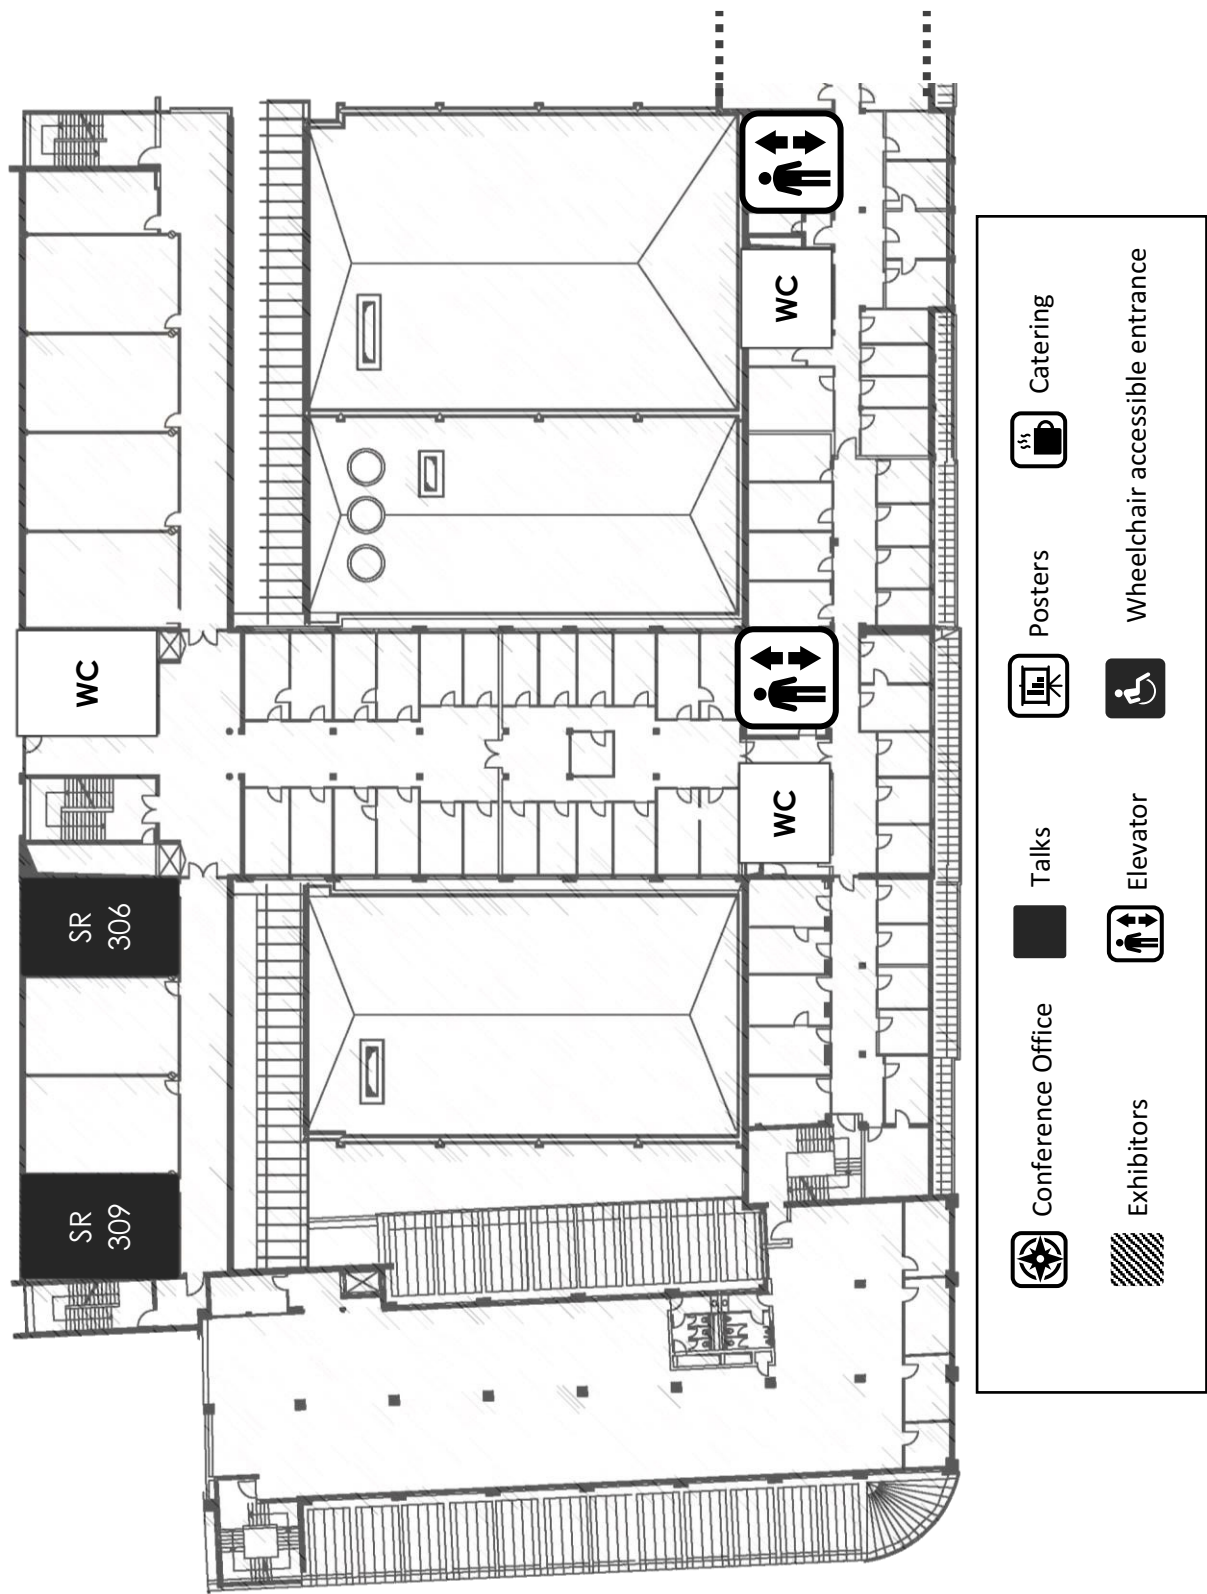 SR
309
SR
306
WC
WC
WC
Conference Office
Talks
Posters
Catering
Exhibitors
Elevator
Wheelchair accessible entrance